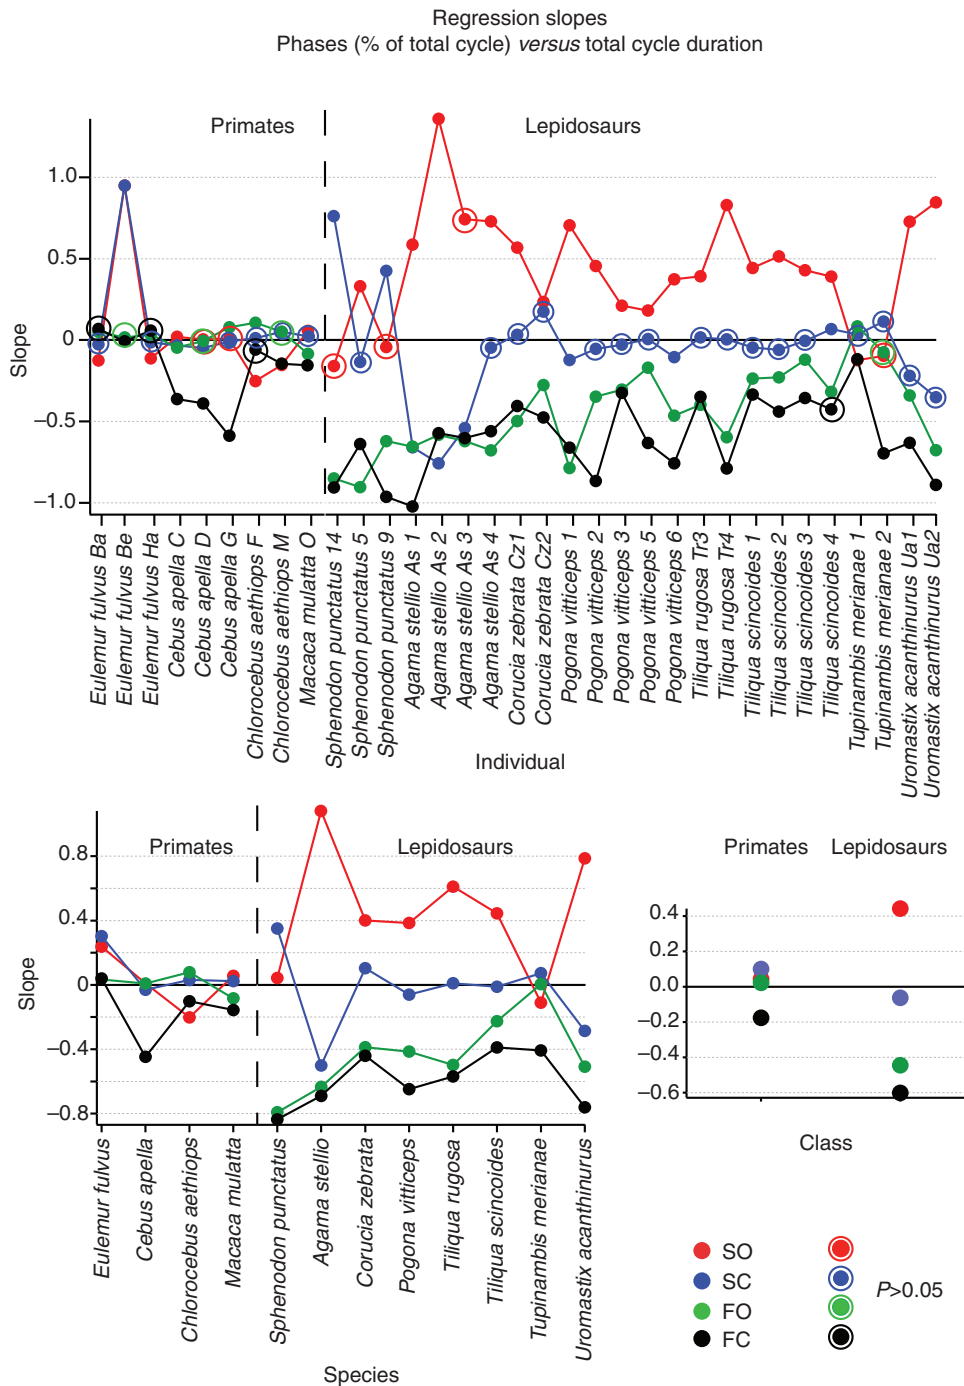 Regression slopes
Phases (% of total cycle) versus total cycle duration
Primates
Lepidosaurs
1.0
0.5
0
–0.5
–1.0
Slope
Eulemur fulvus Ba
Eulemur fulvus Be
Eulemur fulvus Ha
Cebus apella C
Cebus apella D
Cebus apella G
Chlorocebus aethiops F
Chlorocebus aethiops M
Macaca mulatta O
Sphenodon punctatus 14
Sphenodon punctatus 5
Sphenodon punctatus 9
Agama stellio As 1
Agama stellio As 2
Agama stellio As 3
Agama stellio As 4
Corucia zebrata Cz1
Corucia zebrata Cz2
Pogona vitticeps 1
Pogona vitticeps 2
Pogona vitticeps 3
Pogona vitticeps 5
Pogona vitticeps 6
Tiliqua rugosa Tr3
Tiliqua rugosa Tr4
Tiliqua scincoides 1
Tiliqua scincoides 2
Tiliqua scincoides 3
Tiliqua scincoides 4
Tupinambis merianae 1
Tupinambis merianae 2
Uromastix acanthinurus Ua1
Uromastix acanthinurus Ua2
Individual
Primates
Lepidosaurs
0.8
0.4
0
–0.4
–0.8
Slope
Eulemur fulvus
Cebus apella
Chlorocebus aethiops
Macaca mulatta
Sphenodon punctatus
Agama stellio
Corucia zebrata
Pogona vitticeps
Tiliqua rugosa
Tiliqua scincoides
Tupinambis merianae
Uromastix acanthinurus
Species
Primates
Lepidosaurs
0.4
0.2
0.0
–0.2
–0.4
–0.6
Class
SO
SC
FO
FC
P>0.05